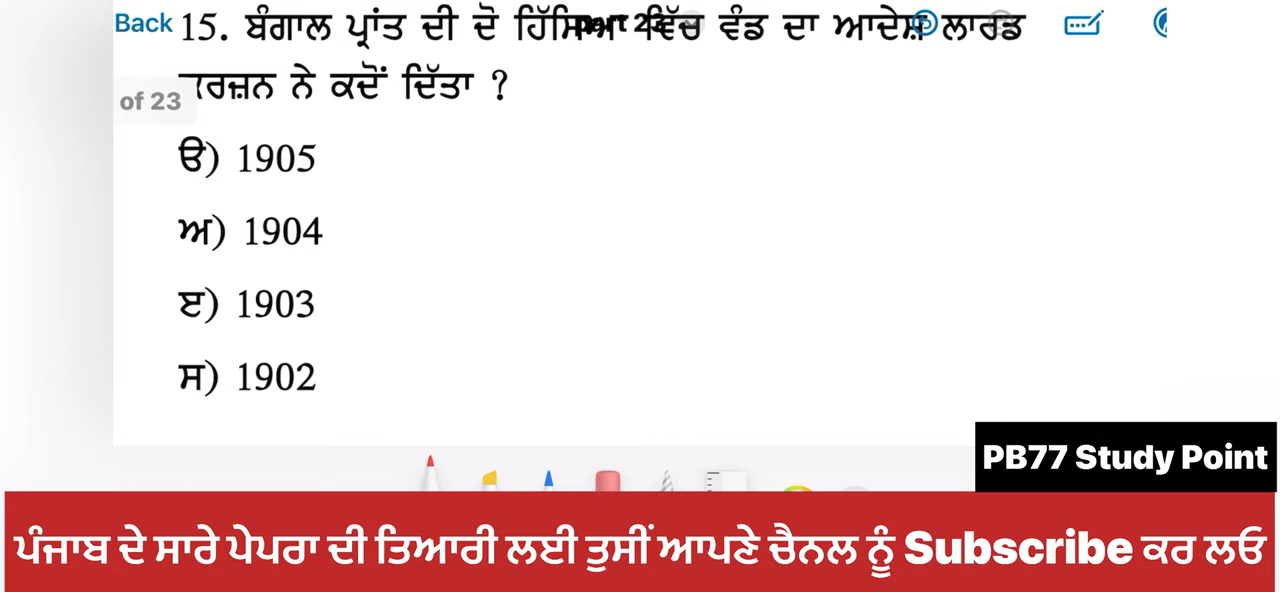 Back 15. ਬੰਗਾਲ ਪ੍ਰਾਂਤ ਦੀ ਦੋ ਵਿੱਚ ਵੰਡ ਦਾ ਆਦੇਸ਼ ਲਾਰਡ
of 23 ਨੇ ਕਦੋਂ ਦਿੱਤਾ ?
ੳ) 1905
ਅ) 1904
ੲ) 1903
ਸ) 1902
PB77 Study Point
ਪੰਜਾਬ ਦੇ ਸਾਰੇ ਪੇਪਰਾ ਦੀ ਤਿਆਰੀ ਲਈ ਤੁਸੀਂ ਆਪਣੇ ਚੈਨਲ ਨੂੰ Subscribe ਕਰ ਲਓ